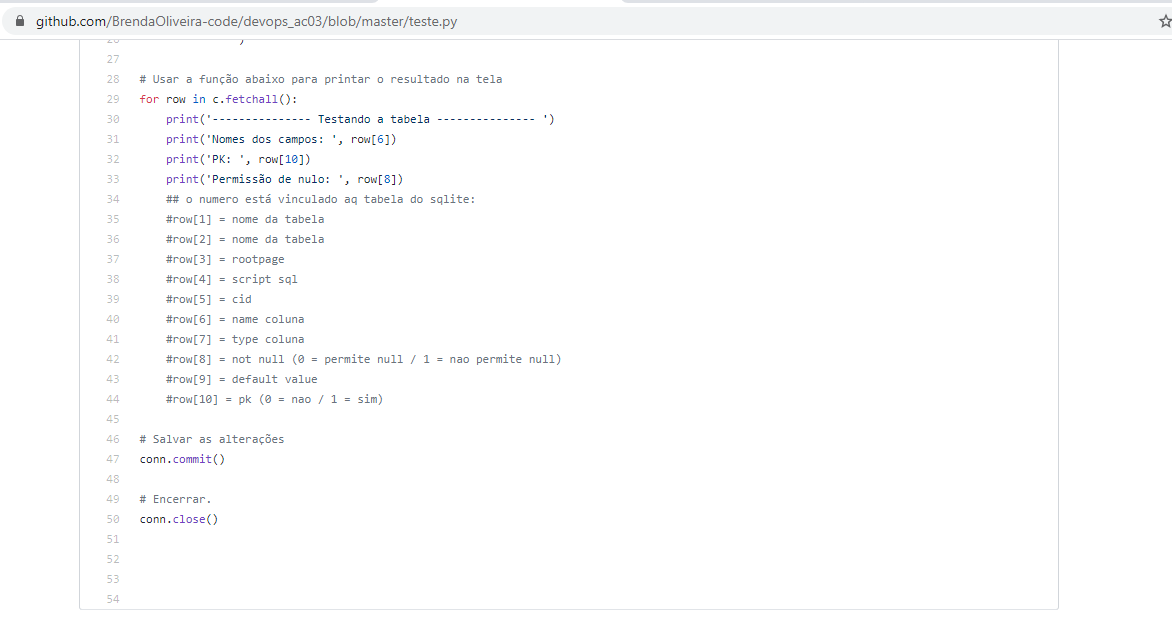 github.com/BrendaOliveira-code/devops_ac03/blob/master/teste.py
27
28 # Usar a função abaixo para printar o resultado na tela
29 for row in c.fetchall():
30 print('--------------- Testando a tabela --------------- ')
31 print('Nomes dos campos: ', row[6])
32 print('PK: ', row[10])
33 print('Permissão de nulo: ', row[8])
34 ## o numero está vinculado aq tabela do sqlite:
35 #row[1] = nome da tabela
36 #row[2] = nome da tabela
37 #row[3] = rootpage
38 #row[4] = script sql
39 #row[5] = cid
40 #row[6] = name coluna
41 #row[7] = type coluna
42 #row[8] = not null (0 = permite null / 1 = nao permite null)
43 #row[9] = default value
44 #row[10] = pk (0 = nao / 1 = sim)
45
46 # Salvar as alterações
47 conn.commit()
48
49 # Encerrar.
50 conn.close()
51
52
53
54